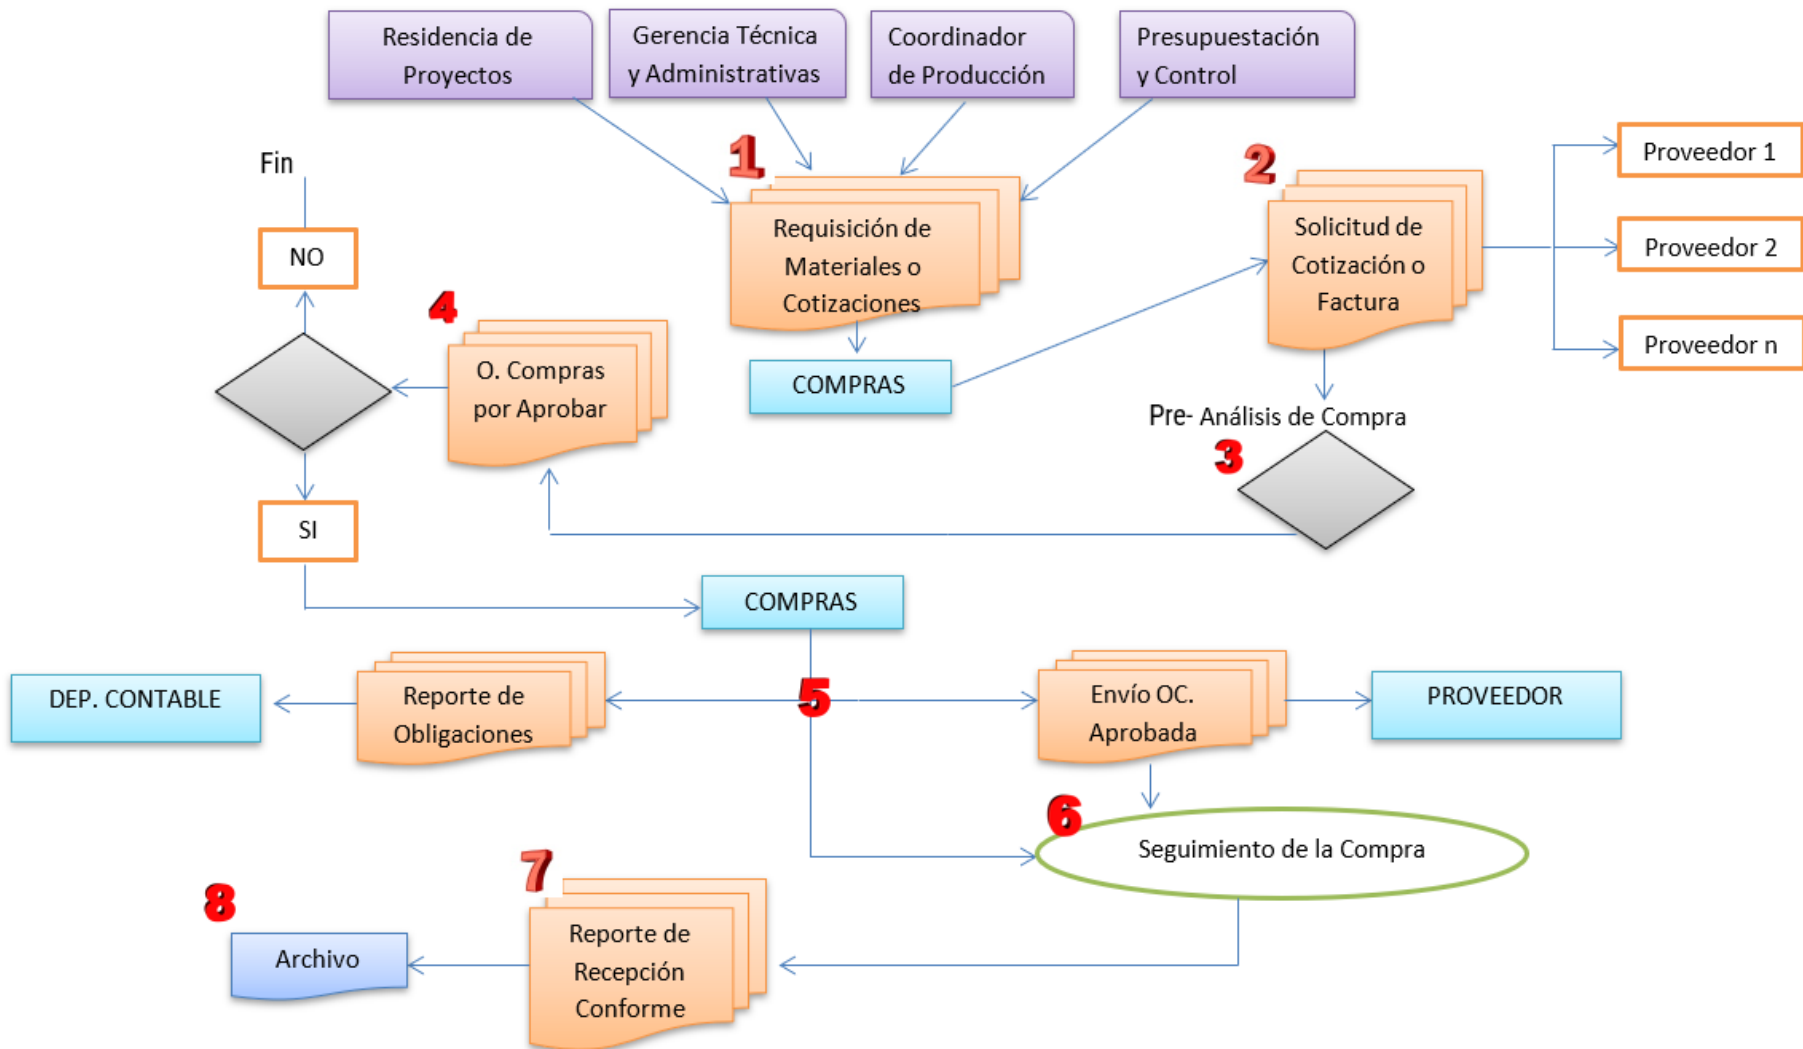 Residencia de
Proyectos
Gerencia Técnica
y Administrativas
Coordinador
de Producción
Presupuestación
y Control
1
Requisición de
Materiales o
Cotizaciones
2
Solicitud de
Cotización o
Factura
Proveedor 1
Proveedor 2
Proveedor n
Fin
NO
4
O. Compras
por Aprobar
COMPRAS
Pre- Análisis de Compra
3
SI
COMPRAS
DEP. CONTABLE
Reporte de
Obligaciones
5
Envío OC.
Aprobada
PROVEEDOR
6
Seguimiento de la Compra
7
Reporte de
Recepción
Conforme
8
Archivo